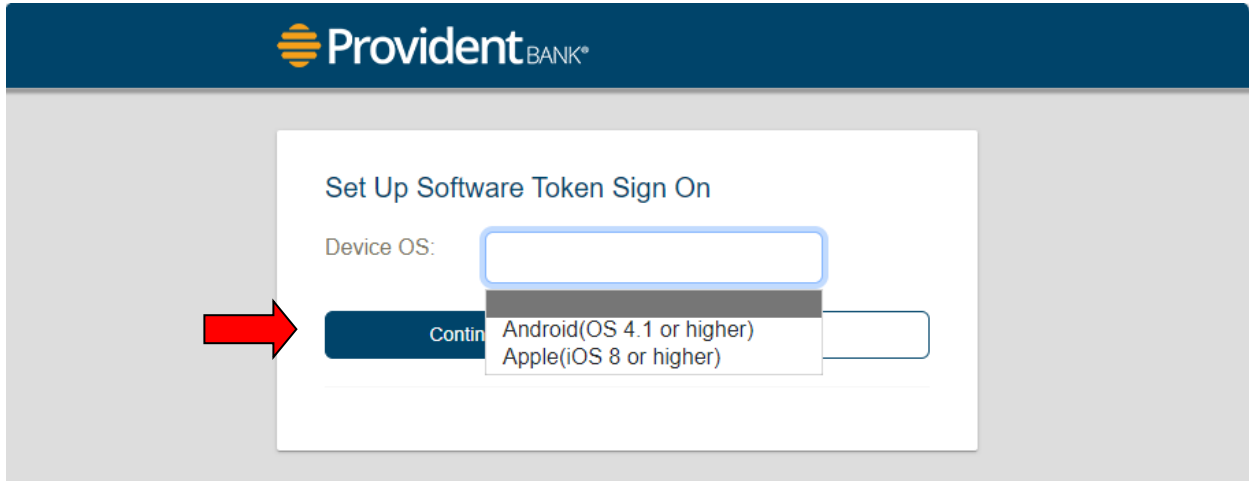 Provident BANK®
Set Up Software Token Sign On
Device OS:
Contin
Android(OS 4.1 or higher)
Apple(iOS 8 or higher)